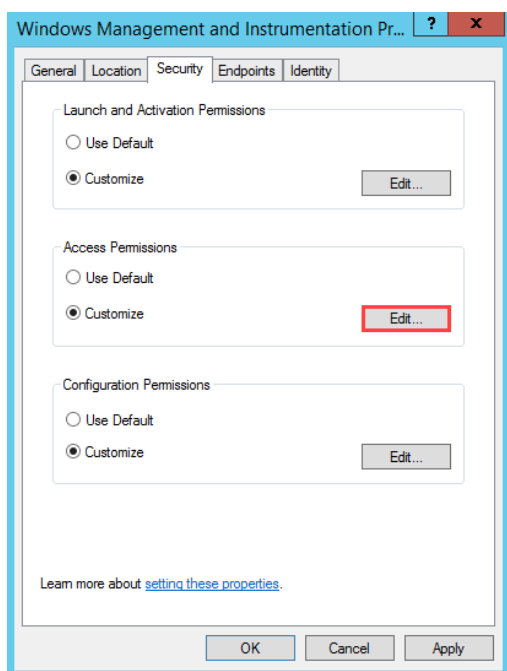 Windows Management and Instrumentation Pr... ? x
General Location Security Endpoints Identity
Launch and Activation Permissions
Use Default
Customize
Edit...
Access Permissions
Use Default
Customize
Edit...
Configuration Permissions
Use Default
Customize
Edit...
Learn more about setting these properties.
OK Cancel Apply